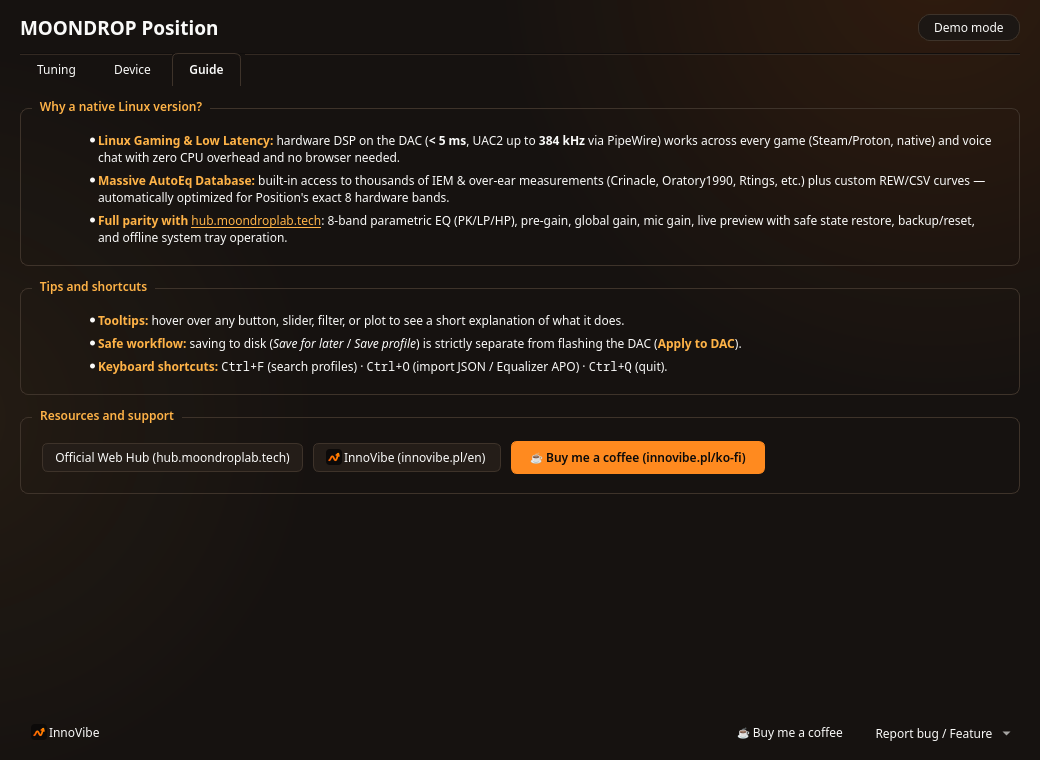 MOONDROP Position
Demo mode
Tuning
Device
Guide
Why a native Linux version?
• Linux Gaming & Low Latency: hardware DSP on the DAC (< 5 ms, UAC2 up to 384 kHz via PipeWire) works across every game (Steam/Proton, native) and voice
chat with zero CPU overhead and no browser needed.
• Massive AutoEq Database: built-in access to thousands of IEM & over-ear measurements (Crinacle, Oratory1990, Rtings, etc.) plus custom REW/CSV curves —
automatically optimized for Position's exact 8 hardware bands.
• Full parity with hub.moondroplab.tech: 8-band parametric EQ (PK/LP/HP), pre-gain, global gain, mic gain, live preview with safe state restore, backup/reset,
and offline system tray operation.
Tips and shortcuts
• Tooltips: hover over any button, slider, filter, or plot to see a short explanation of what it does.
• Safe workflow: saving to disk (Save for later / Save profile) is strictly separate from flashing the DAC (Apply to DAC).
• Keyboard shortcuts: Ctrl+F (search profiles) · Ctrl+O (import JSON / Equalizer APO) · Ctrl+Q (quit).
Resources and support
Official Web Hub (hub.moondroplab.tech)
InnoVibe (innovibe.pl/en)
☕ Buy me a coffee (innovibe.pl/ko-fi)
InnoVibe
☕ Buy me a coffee
Report bug / Feature